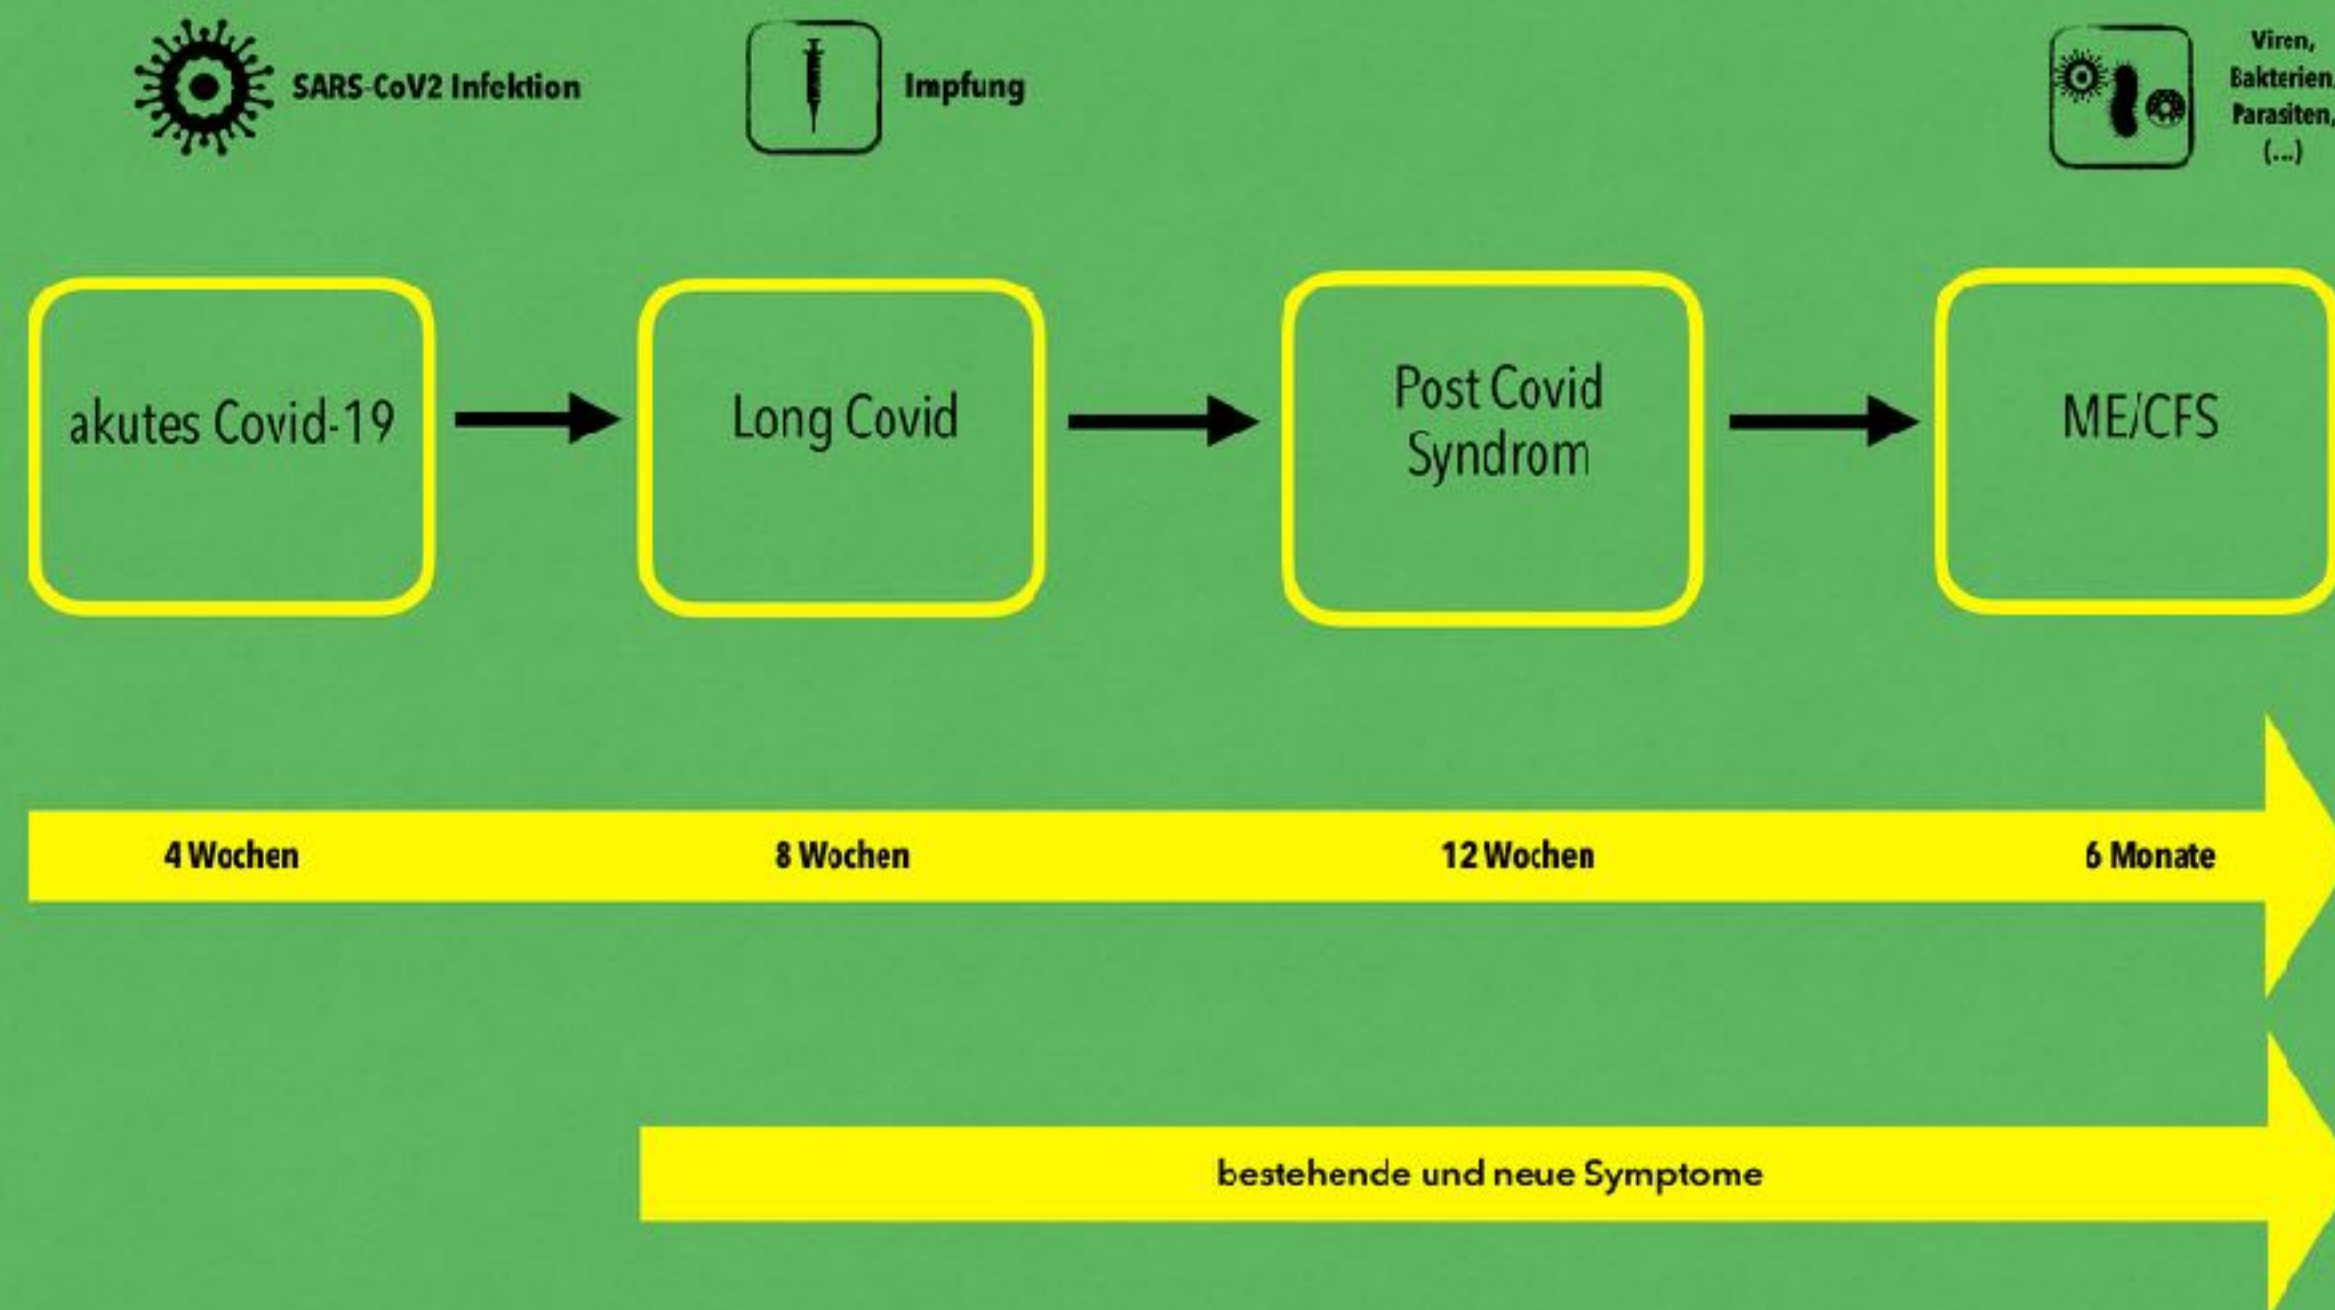 SARS-CoV2 Infektion
Impfung
Viren,
Bakterien,
Parasiten,
(...)
akutes Covid-19
Long Covid
Post Covid
Syndrom
ME/CFS
4 Wochen
8 Wochen
12 Wochen
6 Monate
bestehende und neue Symptome